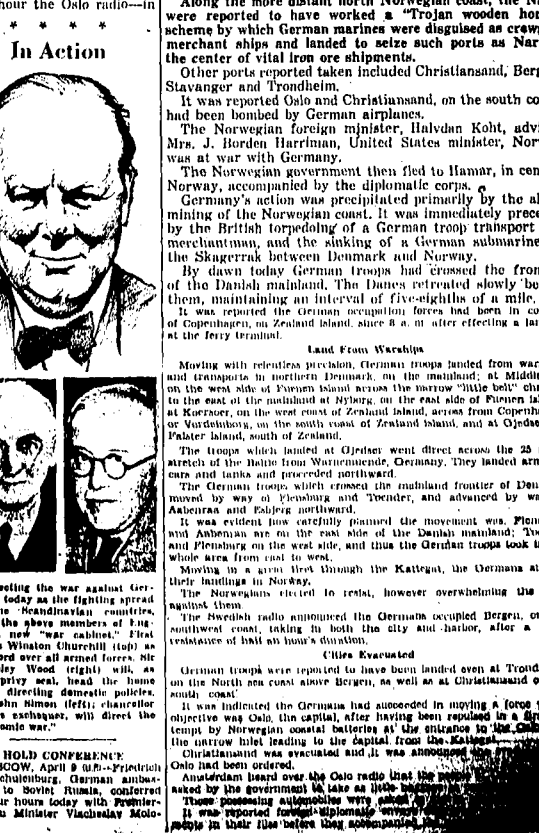 hour the Oslo radio—in
* * * * *
In Action
eeting the war against Ger-
today as the fighting spread
Scandinavian countries,
the above members of Eng-
new "war cabinet." First
Winston Churchill (top) as
ord over all armed forces. Sir
ley Wood (right) will, as
privy seal, head the home
directing domestic policies.
hn Simon (left); chancellor
exchequer, will direct the
omic war."
HOLD CONFERENCE
SCOW, April 9 —Friedrich
chulenburg, German ambas-
to Soviet Russia, conferred
hours today with Premier-
Minister Viacheslav Molo-
Along the more distant north Norwegian coast, the
were reported to have worked a "Trojan wooden hor
scheme by which German marines were disguised as crew
merchant ships and landed to seize such ports as Nar
the center of vital iron ore shipments.
Other ports reported taken included Christiansand, Berg
Stavanger and Trondheim.
It was reported Oslo and Christiansand, on the south co
had been bombed by German airplanes.
The Norwegian foreign minister, Halvdan Koht, advi
Mrs. J. Borden Harriman, United States minister, Nor
was at war with Germany.
The Norwegian government then fled to Hamar, in cen
Norway, accompanied by the diplomatic corps.
Germany's action was precipitated primarily by the al
mining of the Norwegian coast. It was immediately prece
by the British torpedoing of a German troop transport
merchantman, and the sinking of a German submarine
the Skagerrak between Denmark and Norway.
By dawn today German troops had crossed the fron
of the Danish mainland. The Danes retreated slowly be
them, maintaining an interval of five-eighths of a mile.
It was reported the German occupation forces had been in co
of Copenhagen, on Zealand Island, since 8 a. m after effecting a la
at the ferry terminal.
Land From Warships
Moving with relentless precision, German troops landed from war
and transports in northern Denmark, on the mainland; at Middle
on the west side of Fuenen Island across the narrow "little belt" ch
to the east of the mainland at Nyborg, on the east side of Fuenen Isl
at Korsoer, on the west coast of Zealand Island, across from Copenh
or Vordinborg, on the south coast of Zealand Island, and at Gjedse
Falster Island, south of Zealand.
The troops which landed at Gjedser went direct across the 25
stretch of the Baltic from Warnemuende, Germany. They landed arm
cars and tanks and proceeded northward.
The German troops which crossed the mainland frontier of Den
moved by way of Flensburg and Toender, and advanced by wa
Aabenraa and Esbjerg northward.
It was evident how carefully planned the movement was. Flens
and Aabenraa are on the east side of the Danish mainland; To
and Flensburg on the west side, and thus the German troops took i
whole area from east to west.
Moving in a great fleet through the Kattegat, the Germans at
their landings in Norway.
The Norwegians elected to resist, however overwhelming the
against them.
The Swedish radio announced the Germans occupied Bergen, o
southwest coast, taking in both the city and harbor, after a
resistance of half an hour's duration.
Cities Evacuated
German troops were reported to have been landed even at Trond
on the North sea coast above Bergen, as well as at Christiansand o
south coast
It was indicated the Germans had succeeded in moving a force
objective was Oslo, the capital, after having been repulsed in a fir
tempt by Norwegian coastal batteries at the entrance to the Oslo
the narrow inlet leading to the capital from the Kattegat.
Christiansand was evacuated and it was announced the
Oslo had been ordered.
Amsterdam heard over the Oslo radio that the people
asked by the government to take as little baggage
Those possessing automobiles were asked
It was reported foreign diplomatic envoys
ments in their files before they accompanied